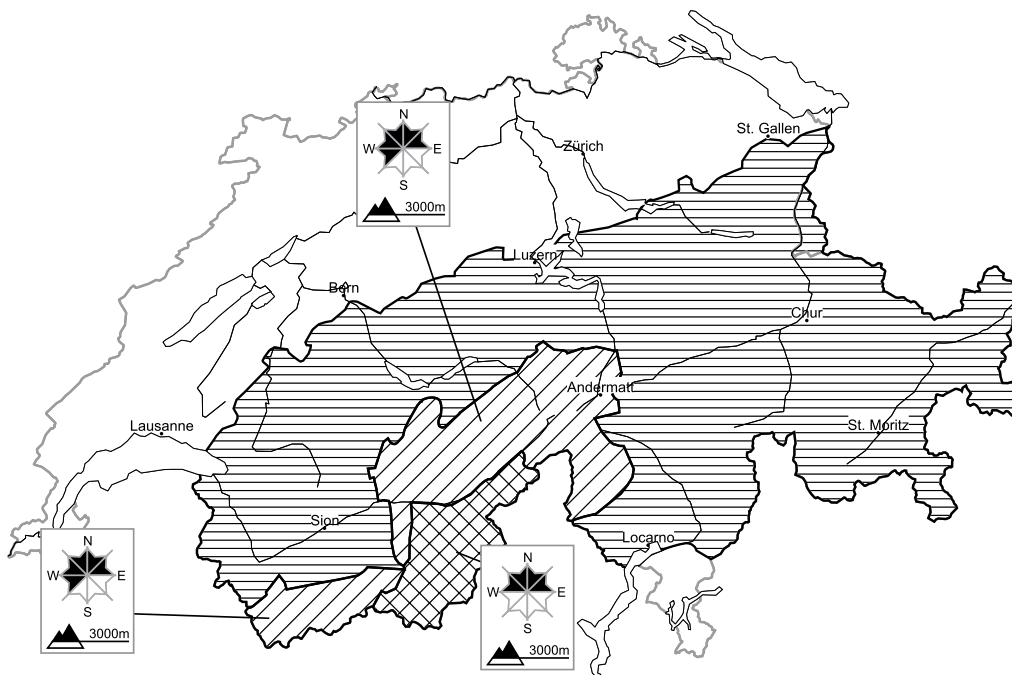 St. Gallen
N
W E
S
3000m
Zürich
Luzern
Bern
Chur
Andermatt
Lausanne
St. Moritz
Sion
Locarno
N
W E
S
3000m
N
W E
S
3000m